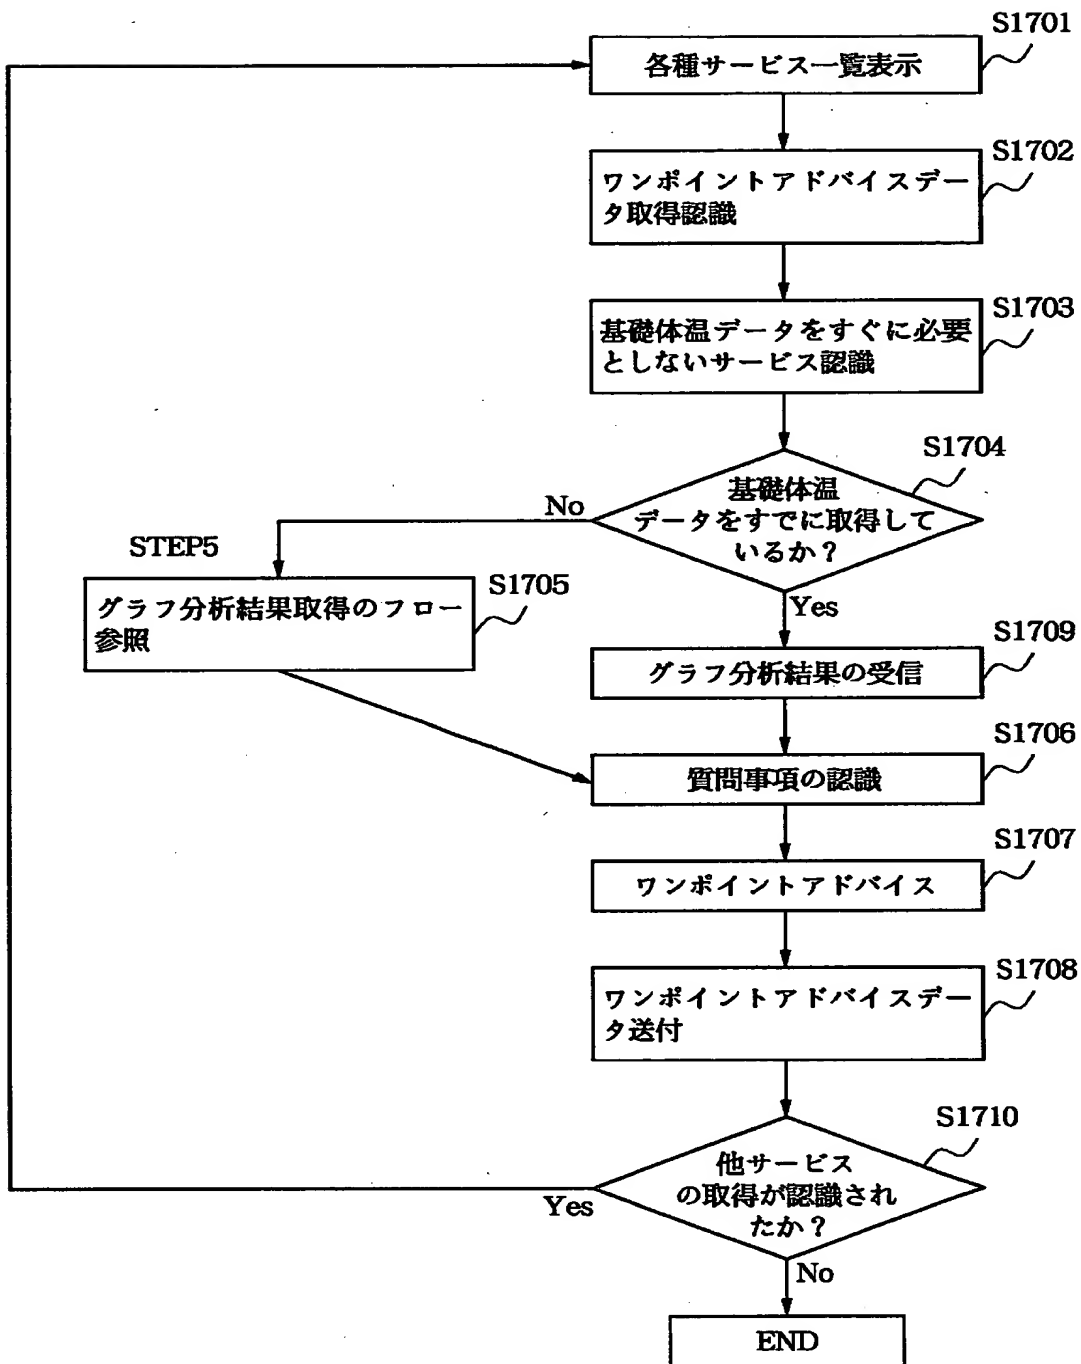 S1701
各種サービス一覧表示
S1702
ワンポイントアドバイスデー
タ取得認識
S1703
基礎体温データをすぐに必要
としないサービス認識
S1704
基礎体温
データをすでに取得して
いるか？
No
Yes
STEP5
S1705
グラフ分析結果取得のフロー
参照
S1709
グラフ分析結果の受信
S1706
質問事項の認識
S1707
ワンポイントアドバイス
S1708
ワンポイントアドバイスデー
タ送付
S1710
他サービス
の取得が認識され
たか？
Yes
No
END